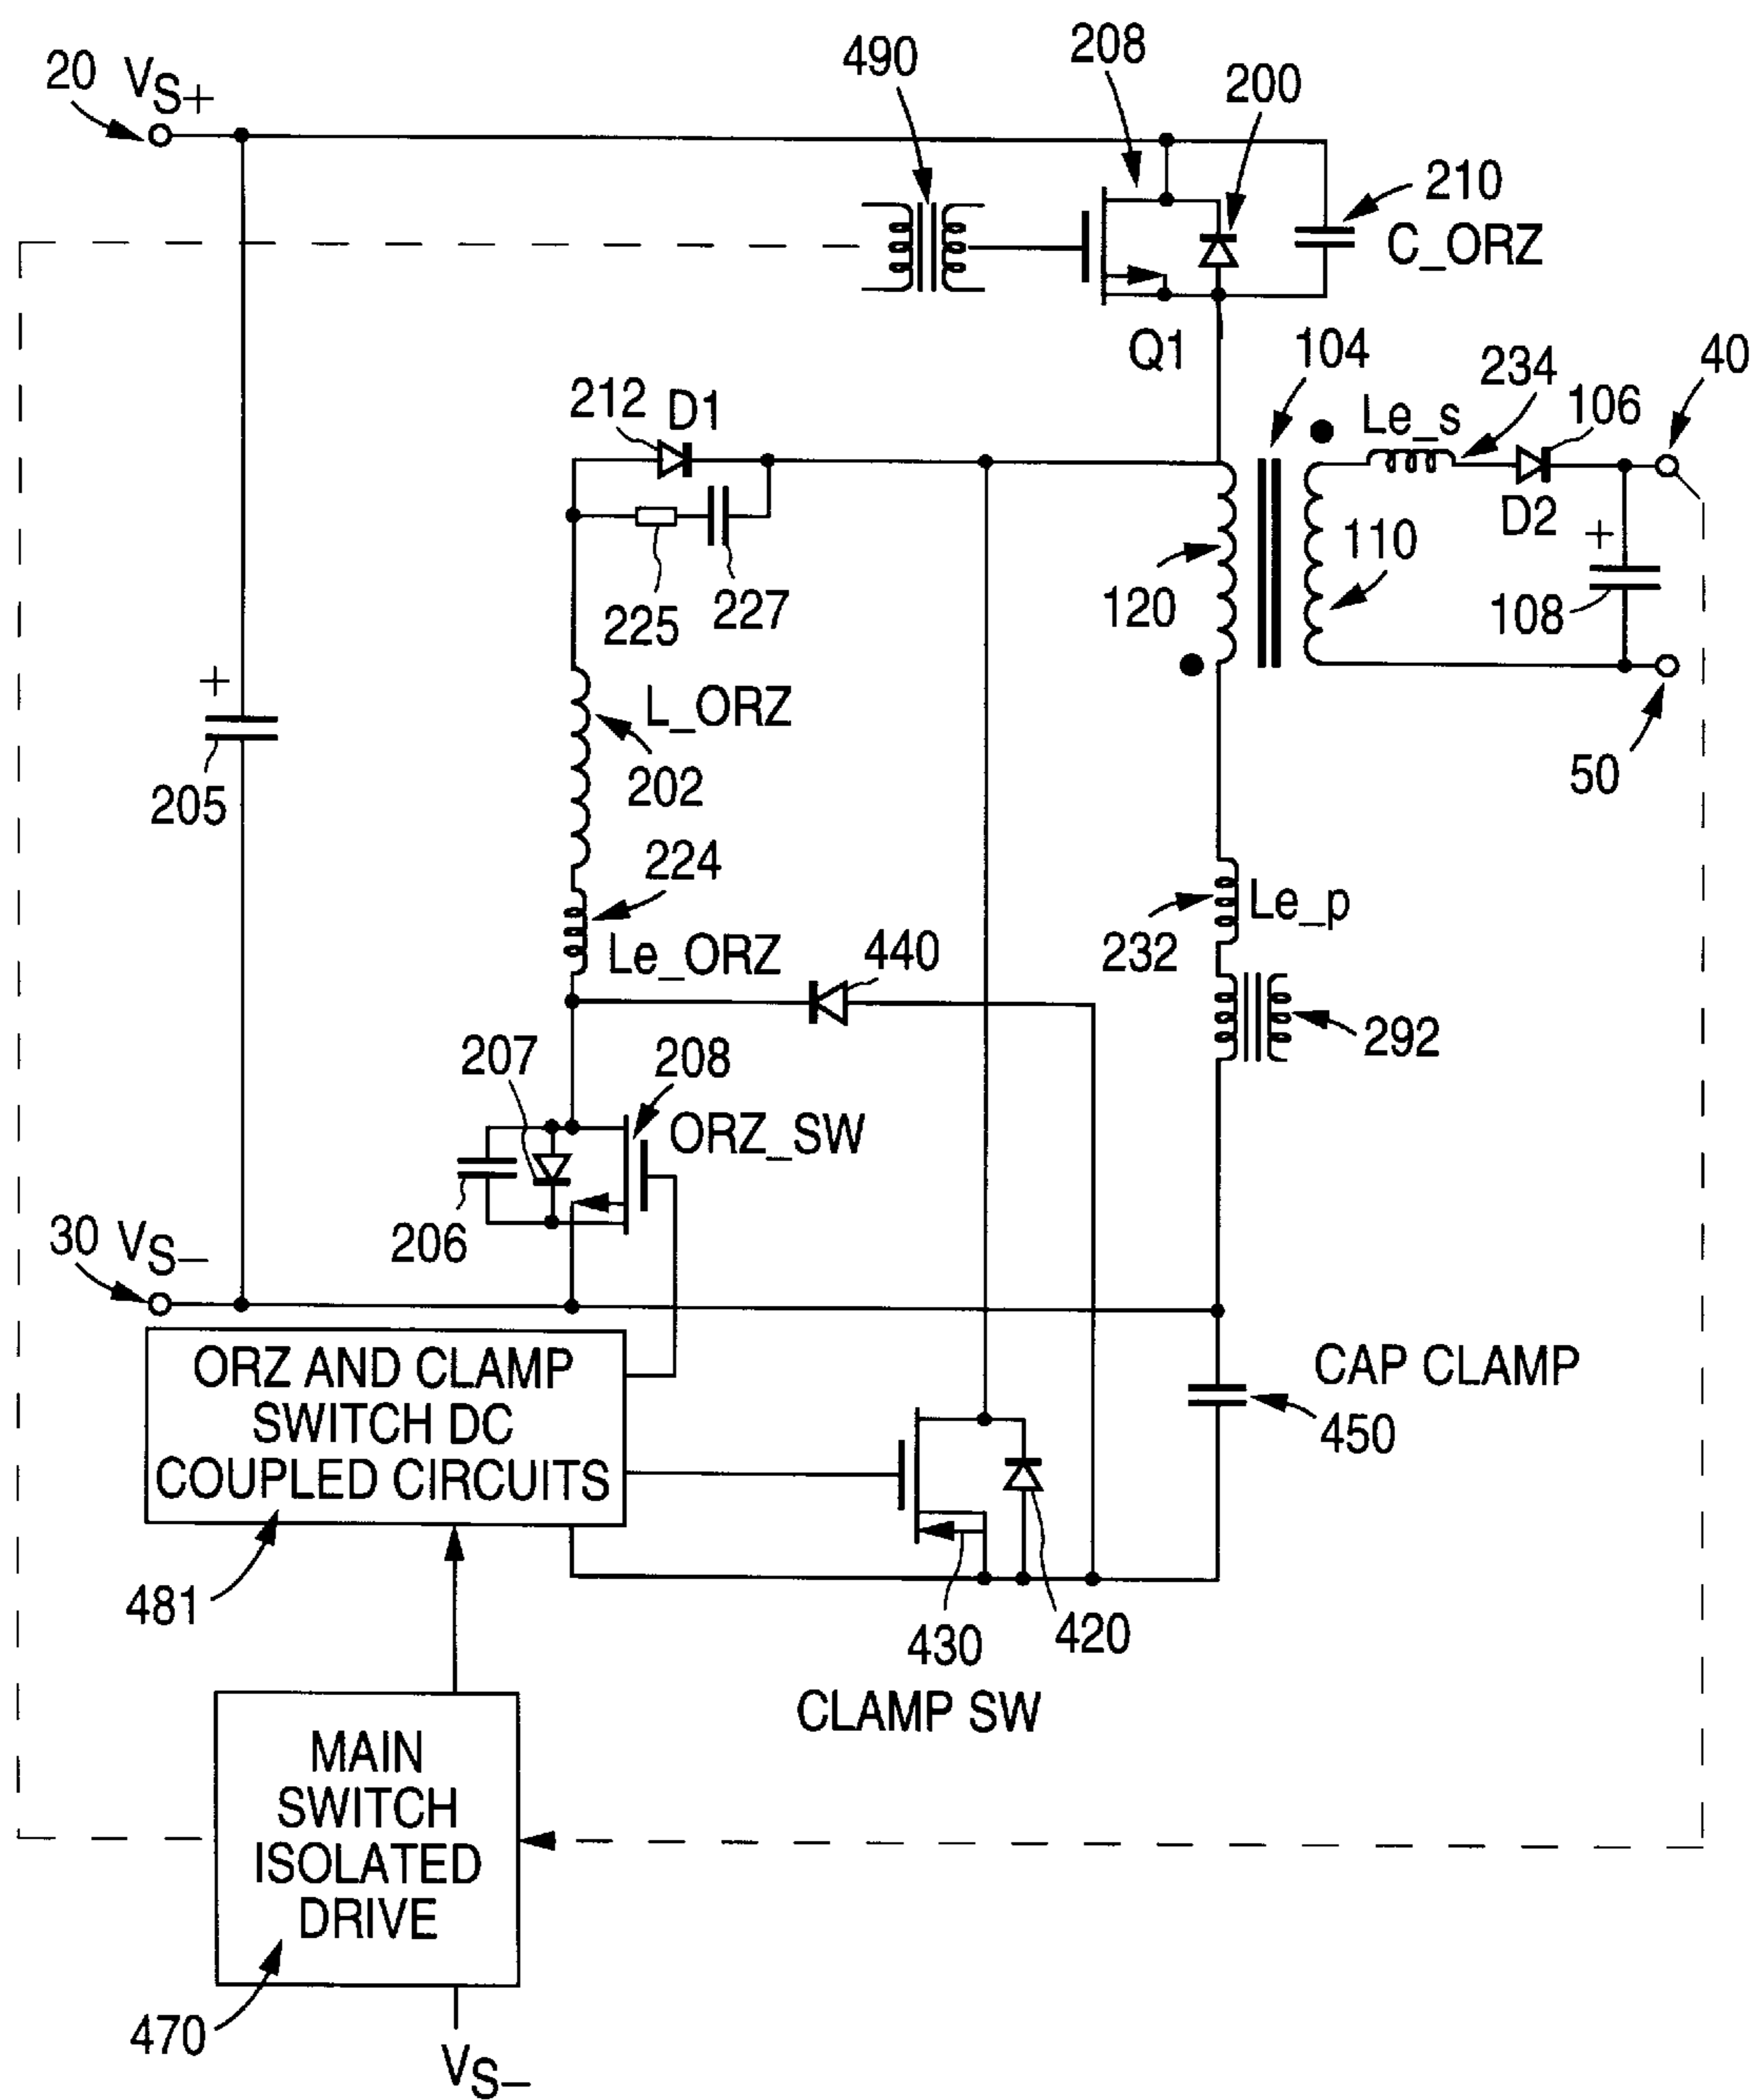 208
490
200
20 VS+
210
C_ORZ
Q1
104
40
234
212 D1
Le_s
106
D2
110
120
225
227
108
L_ORZ
202
50
205
224
Le_p
Le_ORZ
440
232
292
207
208
ORZ_SW
206
30 VS−
ORZ AND CLAMP
SWITCH DC
COUPLED CIRCUITS
CAP CLAMP
450
481
430
420
CLAMP SW
MAIN
SWITCH
ISOLATED
DRIVE
470
VS−